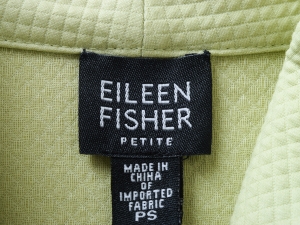 EILEEN
FISHER
PETITE
MADE IN
CHINA
OF
IMPORTED
FABRIC
PS